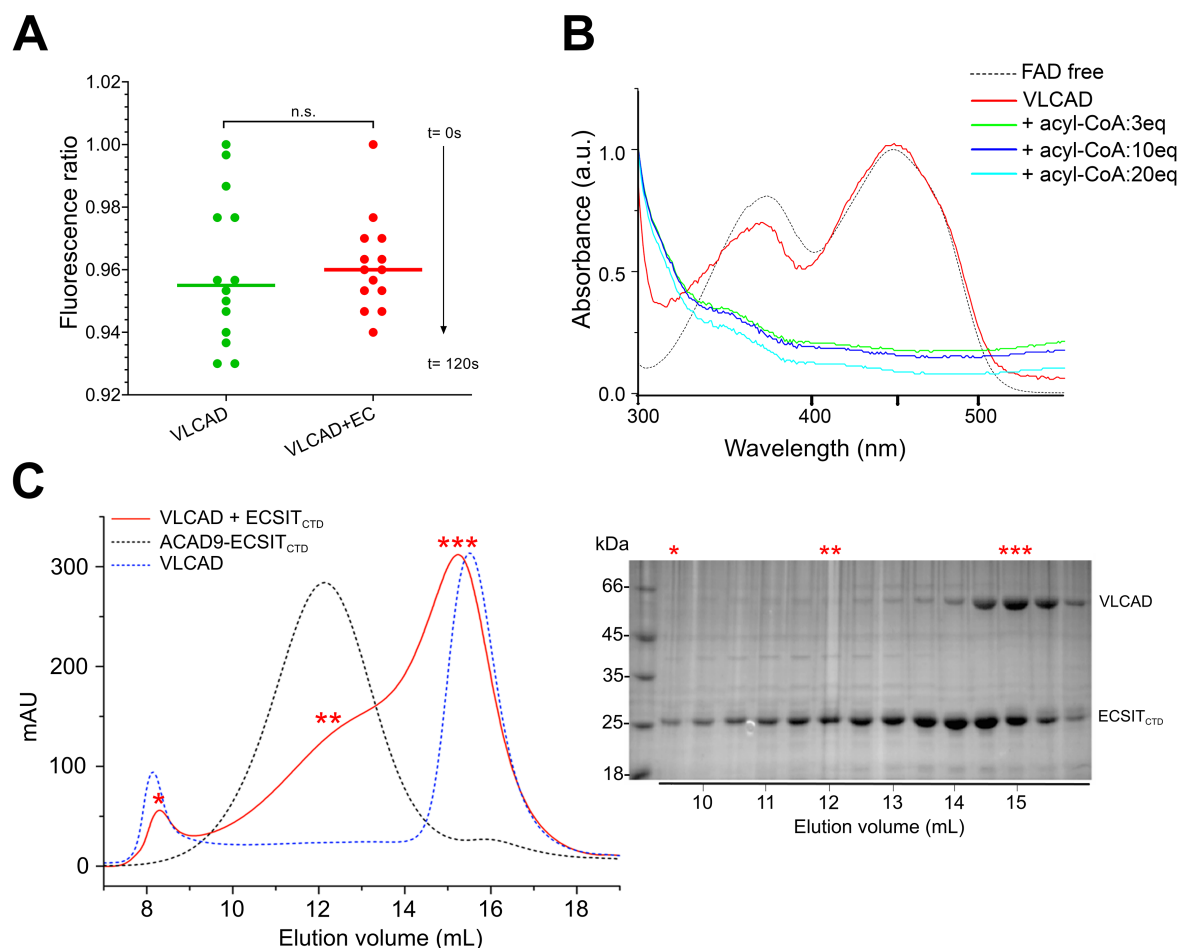 A
Fluorescence ratio
1.02
1.00
0.98
0.96
0.94
0.92
n.s.
t= 0s
t= 120s
VLCAD
VLCAD+EC
B
FAD free
VLCAD
+ acyl-CoA:3eq
+ acyl-CoA:10eq
+ acyl-CoA:20eq
Absorbance (a.u.)
1.0
0.5
0.0
300
400
500
Wavelength (nm)
C
VLCAD + ECSITCTD
ACAD9-ECSITCTD
VLCAD
mAU
300
200
100
0
*
**
***
8
10
12
14
16
18
Elution volume (mL)
kDa
*
**
***
66-
45-
35-
25-
18-
VLCAD
ECSITCTD
10
11
12
13
14
15
Elution volume (mL)